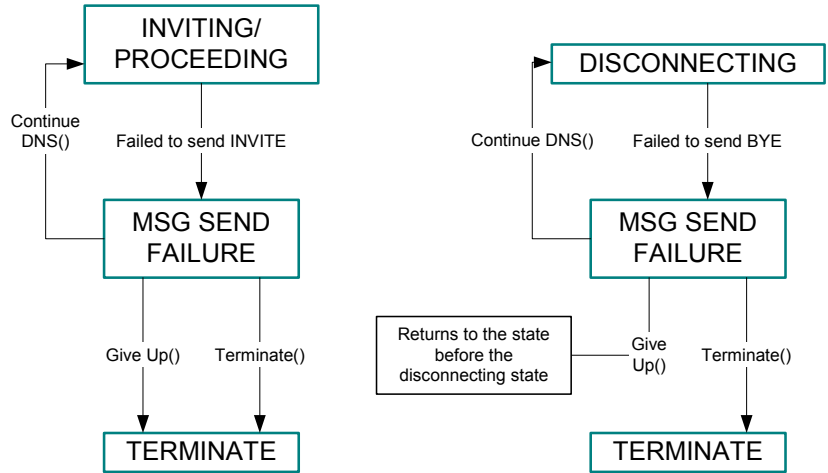 INVITING/
PROCEEDING
Continue
DNS()
Failed to send INVITE
MSG SEND
FAILURE
Give Up()
Terminate()
TERMINATE
DISCONNECTING
Continue DNS()
Failed to send BYE
MSG SEND
FAILURE
Returns to the state
before the
disconnecting state
Give
Up()
Terminate()
TERMINATE